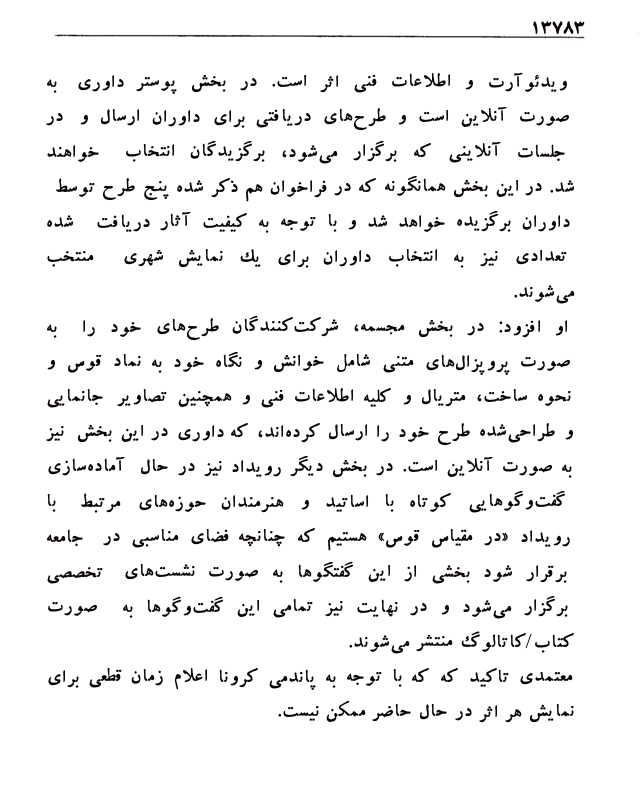 ۱۳۷۸۳
ویدئوآرت و اطلاعات فنی اثر است. در بخش پوستر داوری به
صورت آنلاین است و طرح‌های دریافتی برای داوران ارسال و در
جلسات آنلاینی که برگزار می‌شود، برگزیدگان انتخاب خواهند
شد. در این بخش همانگونه که در فراخوان هم ذکر شده پنج طرح توسط
داوران برگزیده خواهد شد و با توجه به کیفیت آثار دریافت شده
تعدادی نیز به انتخاب داوران برای یك نمایش شهری منتخب
می‌شوند.
او افزود: در بخش مجسمه، شرکت‌کنندگان طرح‌های خود را به
صورت پروپزال‌های متنی شامل خوانش و نگاه خود به نماد قوس و
نحوه ساخت، متریال و کلیه اطلاعات فنی و همچنین تصاویر جانمایی
و طراحی‌شده طرح خود را ارسال کرده‌اند، که داوری در این بخش نیز
به صورت آنلاین است. در بخش دیگر رویداد نیز در حال آماده‌سازی
گفت‌وگوهایی کوتاه با اساتید و هنرمندان حوزه‌های مرتبط با
رویداد «در مقیاس قوس» هستیم که چنانچه فضای مناسبی در جامعه
برقرار شود بخشی از این گفتگوها به صورت نشست‌های تخصصی
برگزار می‌شود و در نهایت نیز تمامی این گفت‌وگوها به صورت
کتاب/کاتالوگ منتشر می‌شوند.
معتمدی تاکید که که با توجه به پاندمی کرونا اعلام زمان قطعی برای
نمایش هر اثر در حال حاضر ممکن نیست.